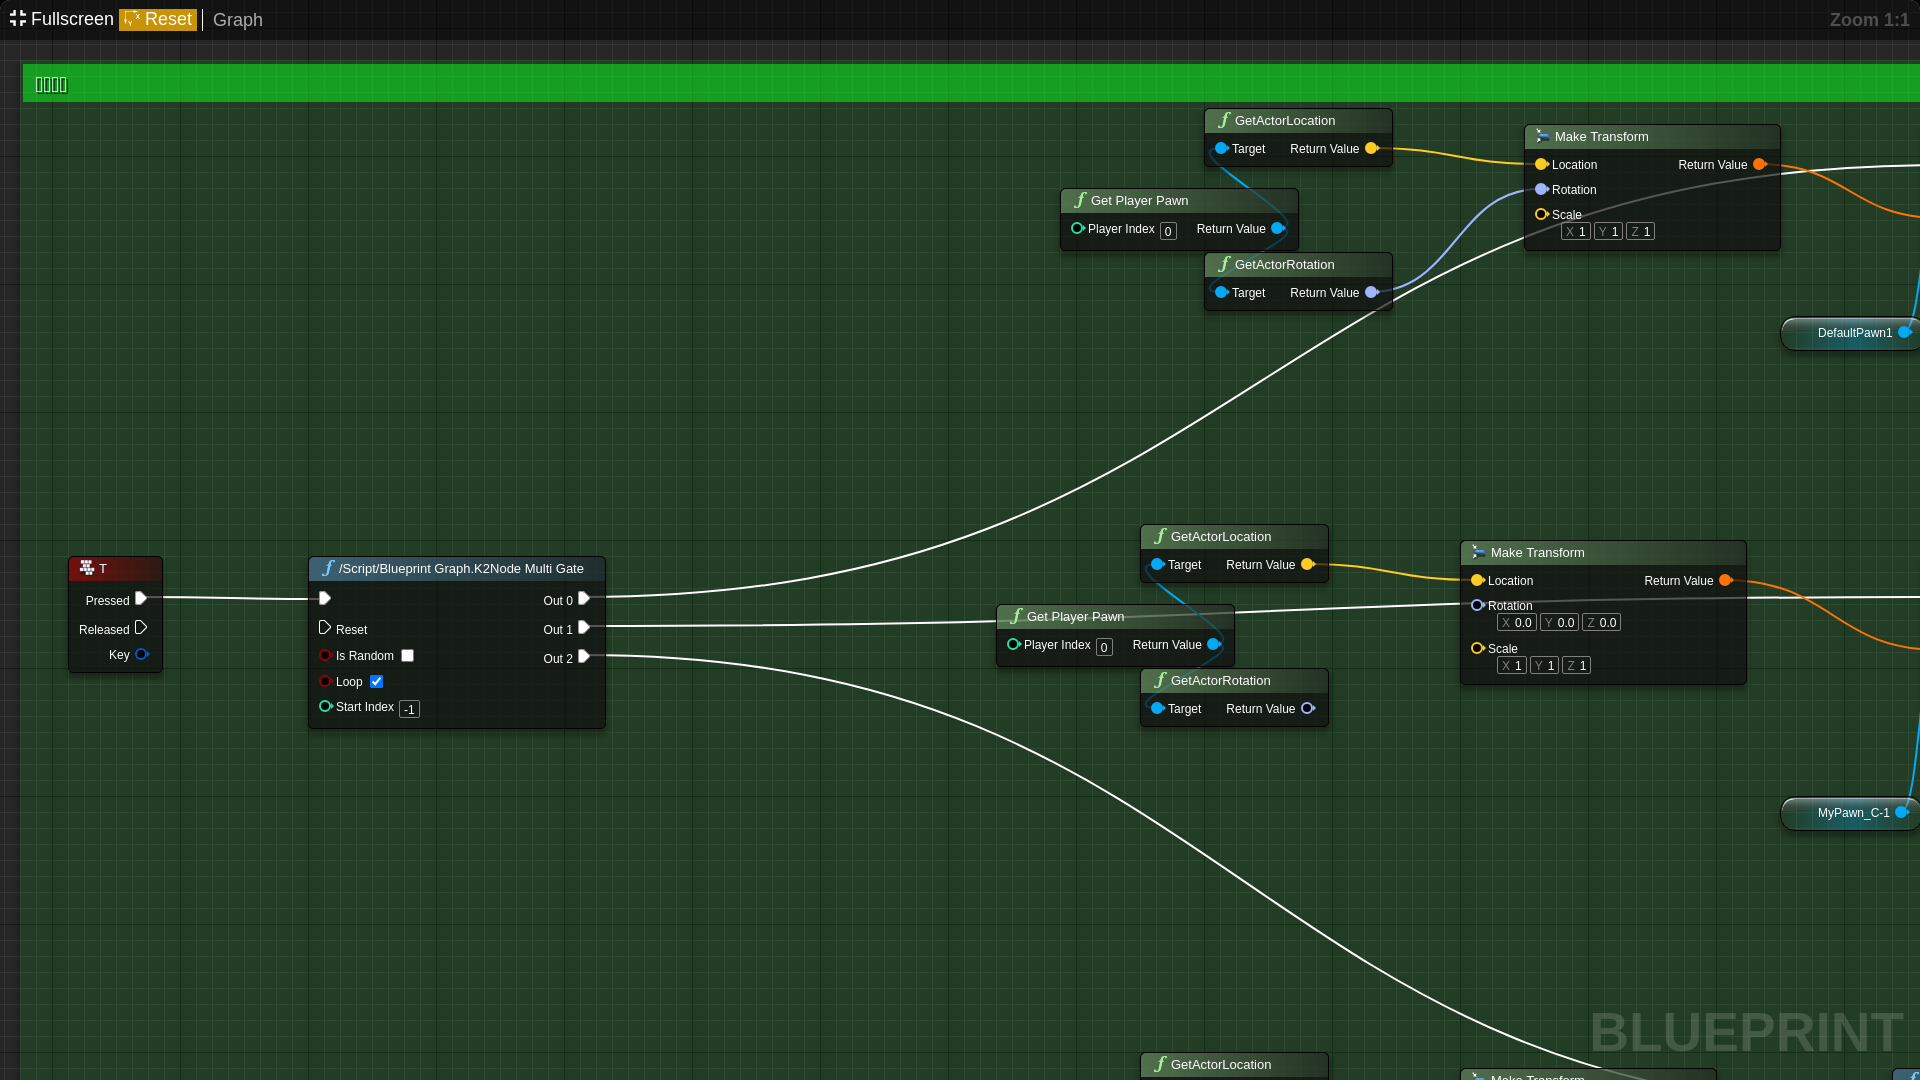 Fullscreen Reset Graph Zoom 1:1
GetActorLocation
Target Return Value
Make Transform
Location Return Value
Rotation
Scale
X 1 Y 1 Z 1
Get Player Pawn
Player Index 0 Return Value
GetActorRotation
Target Return Value
DefaultPawn1
GetActorLocation
Target Return Value
Make Transform
Location Return Value
Rotation
X 0.0 Y 0.0 Z 0.0
Scale
X 1 Y 1 Z 1
T
Pressed
Released
Key
/Script/Blueprint Graph.K2Node Multi Gate
Out 0
Reset Out 1
Is Random Out 2
Loop
Start Index -1
Get Player Pawn
Player Index 0 Return Value
GetActorRotation
Target Return Value
MyPawn_C-1
BLUEPRINT
GetActorLocation
Make Transform